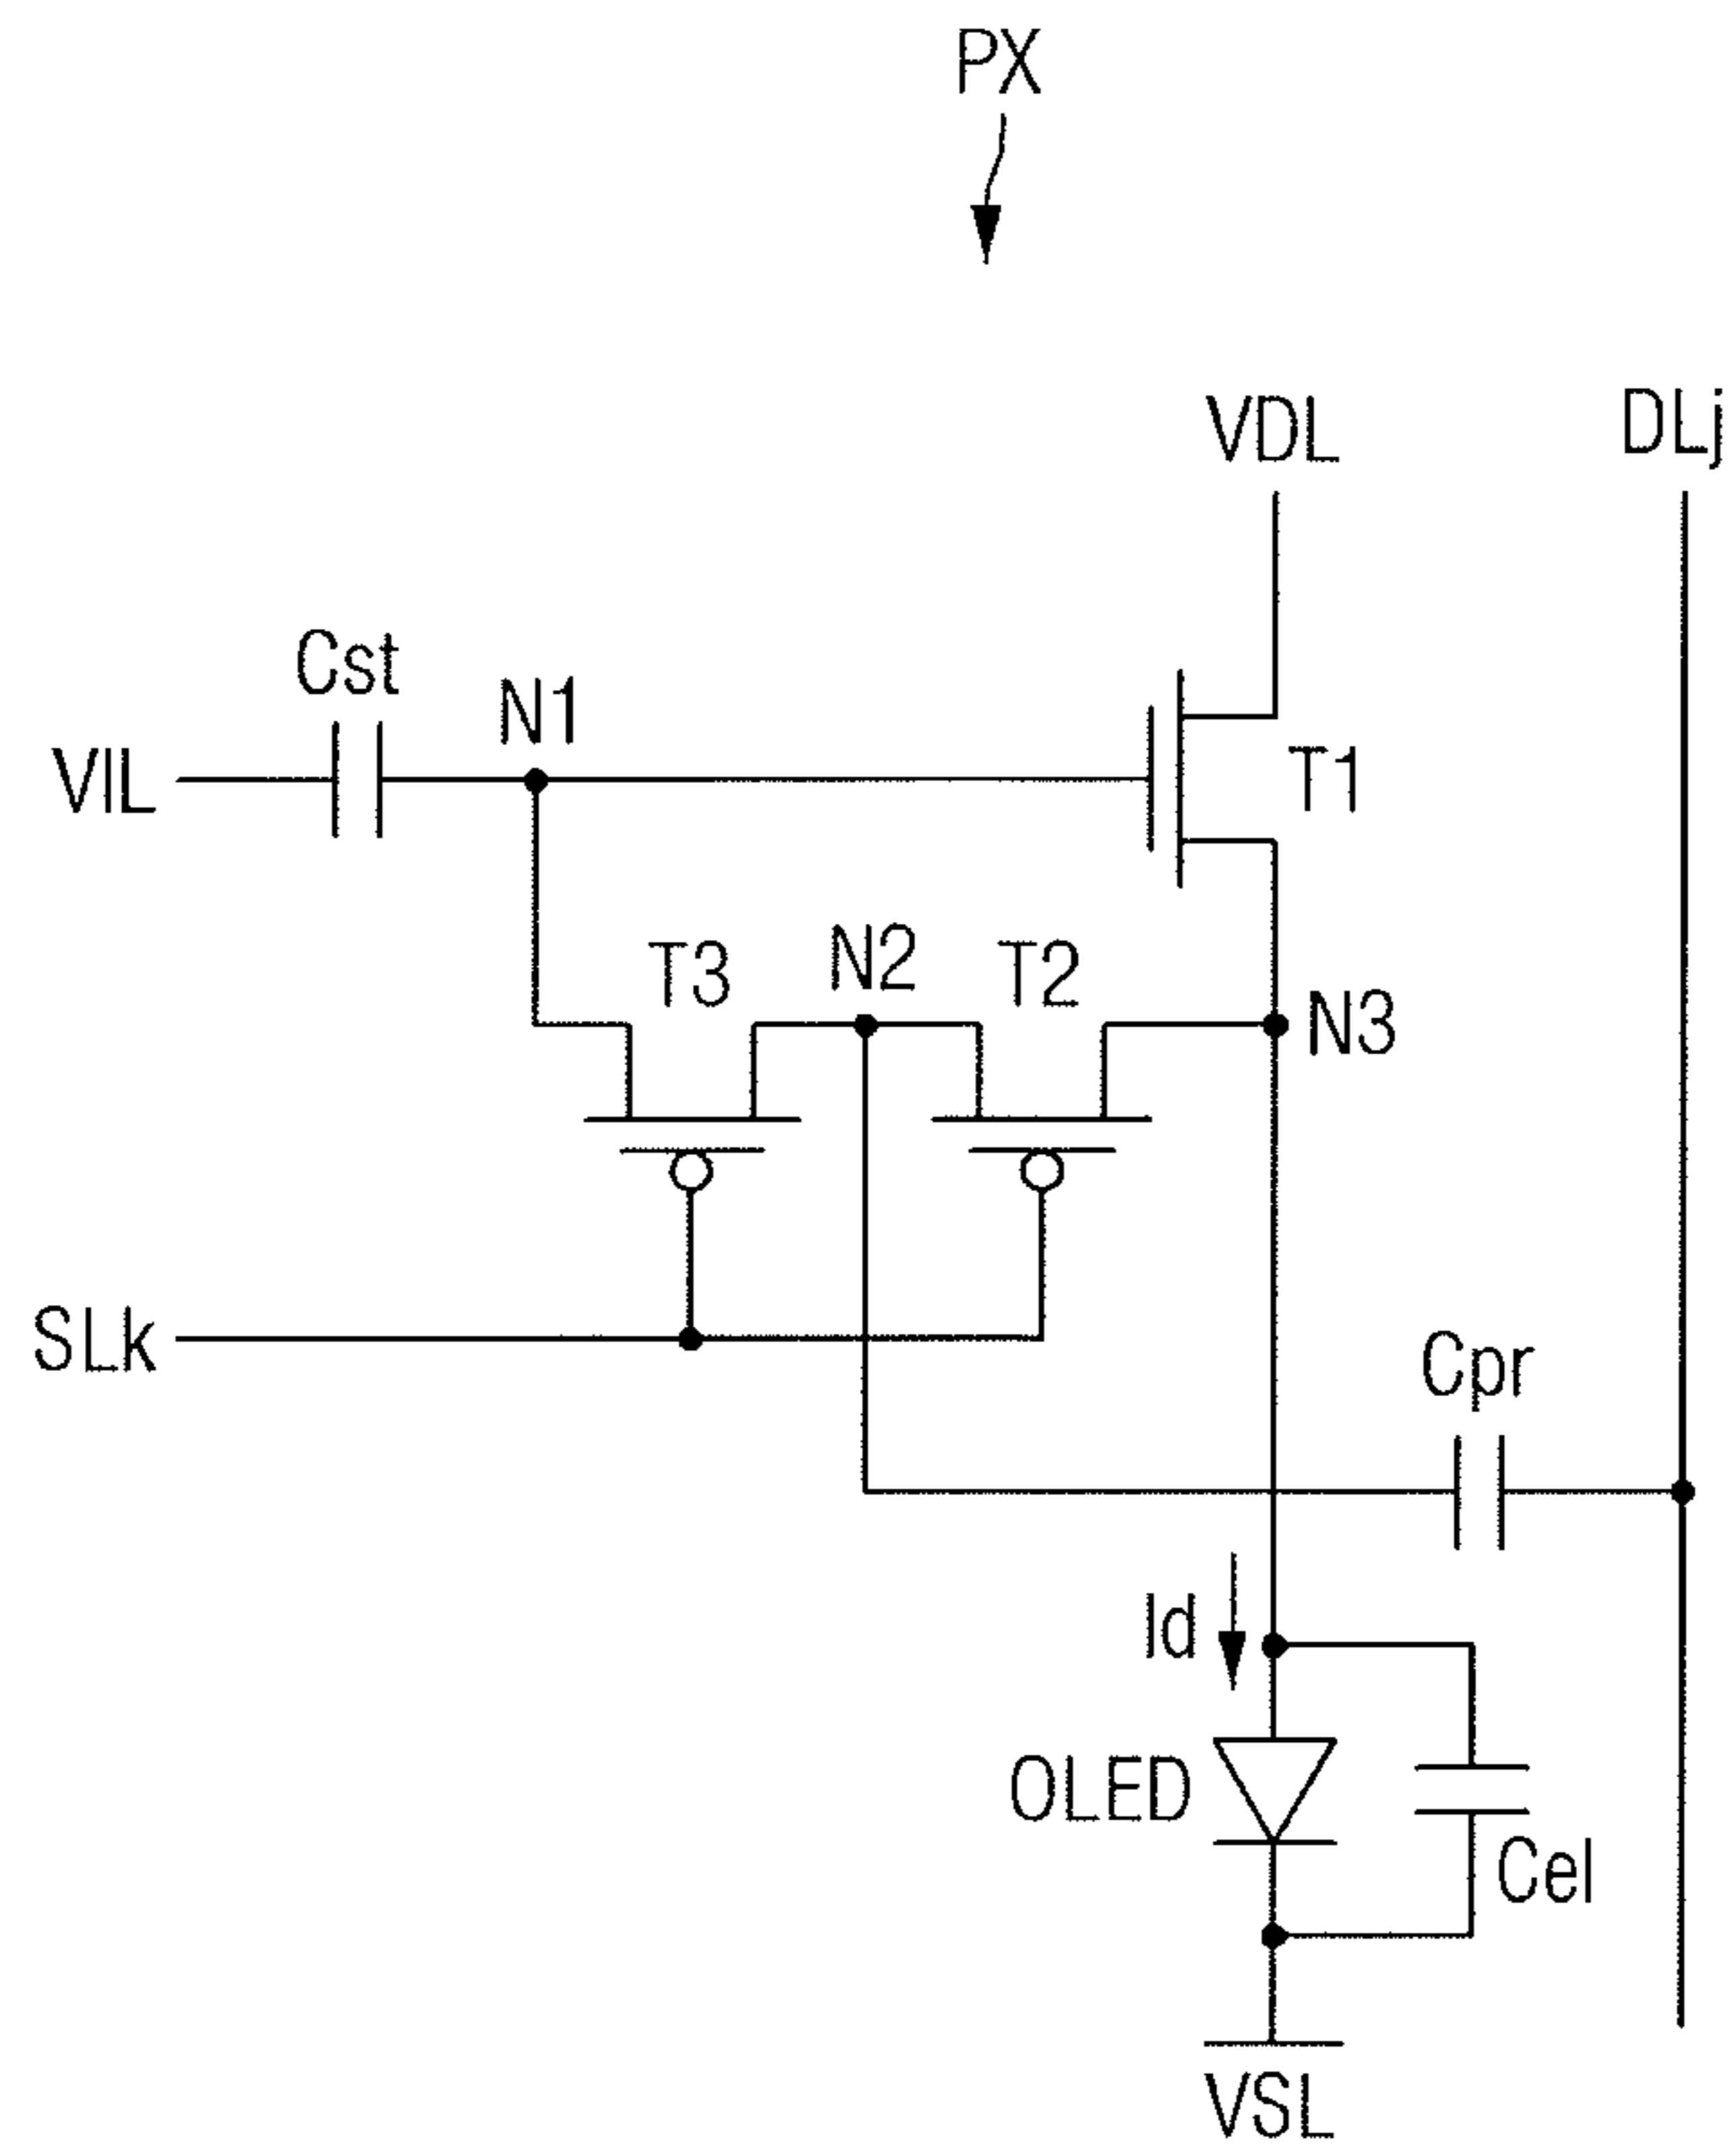 PX
VDL
DLj
Cst
N1
VIL
T1
T3
N2
T2
N3
SLk
Cpr
Id
OLED
Cel
VSL